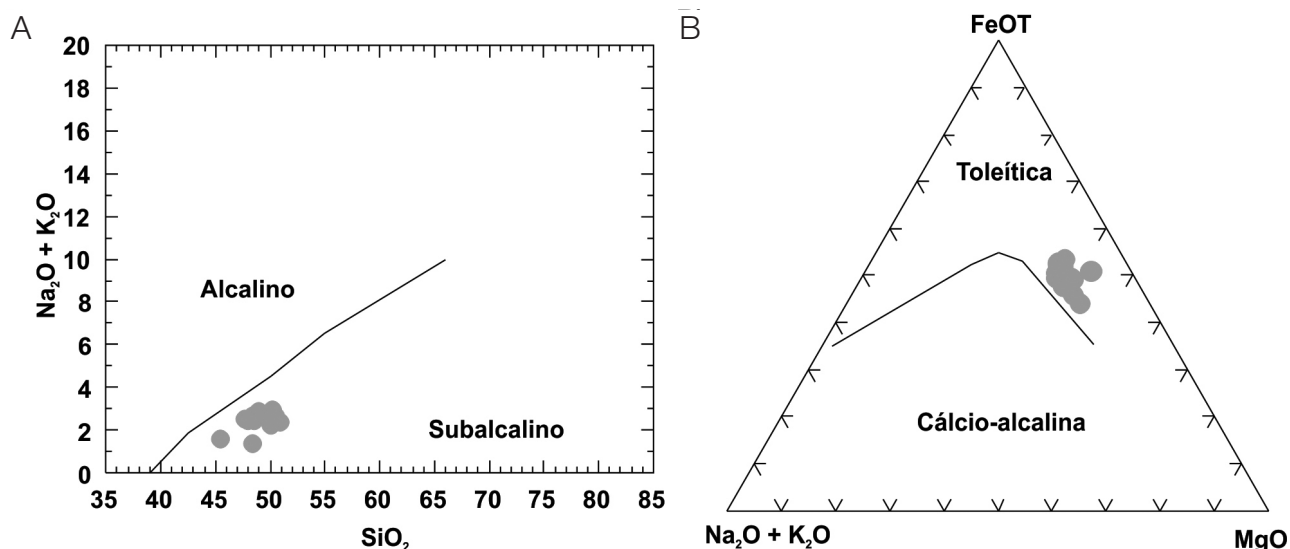 A
20
18
16
14
12
10
8
6
4
2
0
Na₂O + K₂O
Alcalino
Subalcalino
35 40 45 50 55 60 65 70 75 80 85
SiO₂
B
FeOT
Toleítica
Cálcio-alcalina
Na₂O + K₂O
MgO